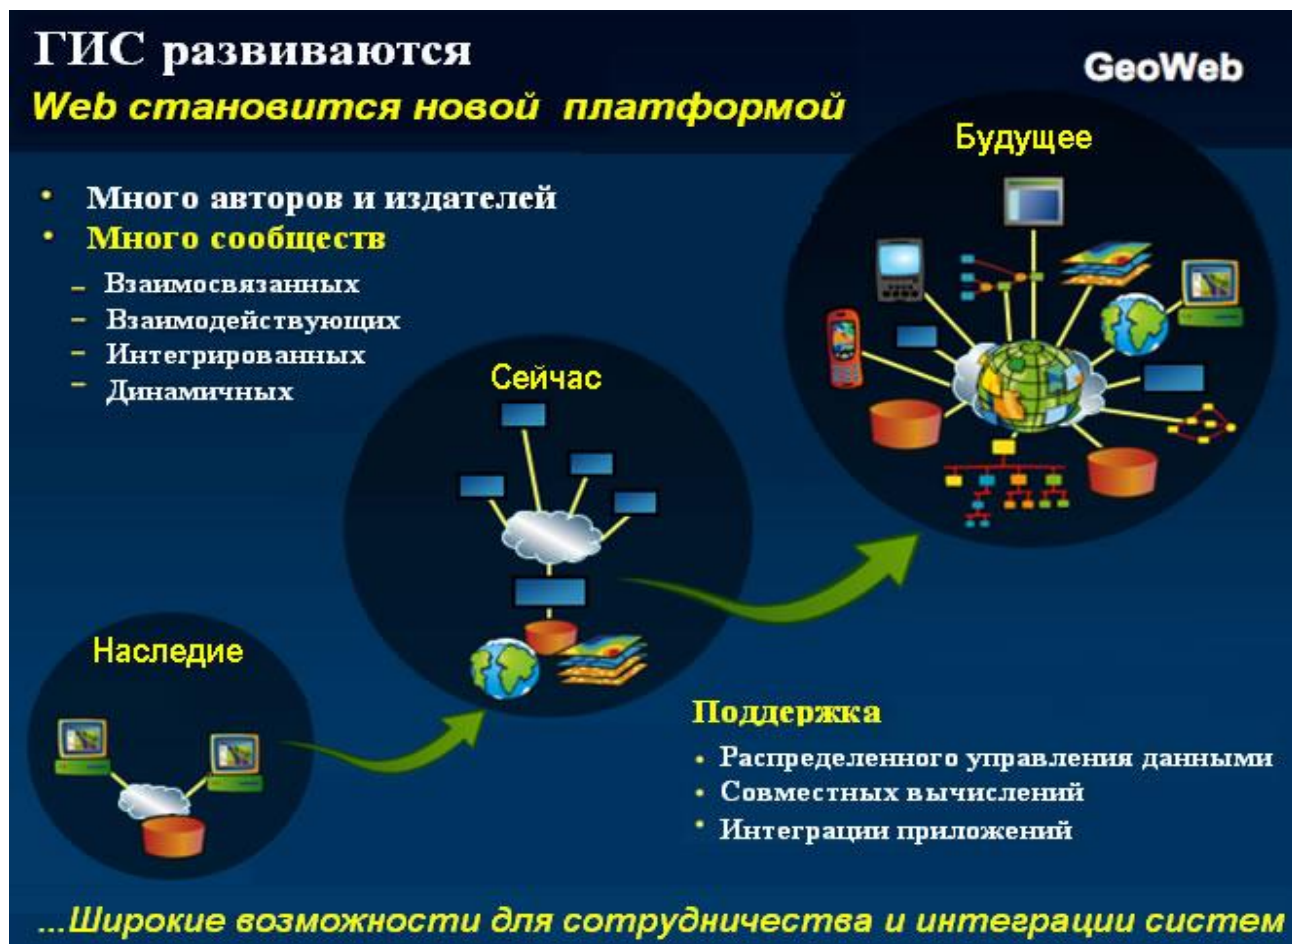 ГИС развиваются
GeoWeb
Web становится новой платформой
Будущее
• Много авторов и издателей
• Много сообществ
– Взаимосвязанных
– Взаимодействующих
– Интегрированных
– Динамичных
Сейчас
Наследие
Поддержка
• Распределенного управления данными
• Совместных вычислений
• Интеграции приложений
...Широкие возможности для сотрудничества и интеграции систем